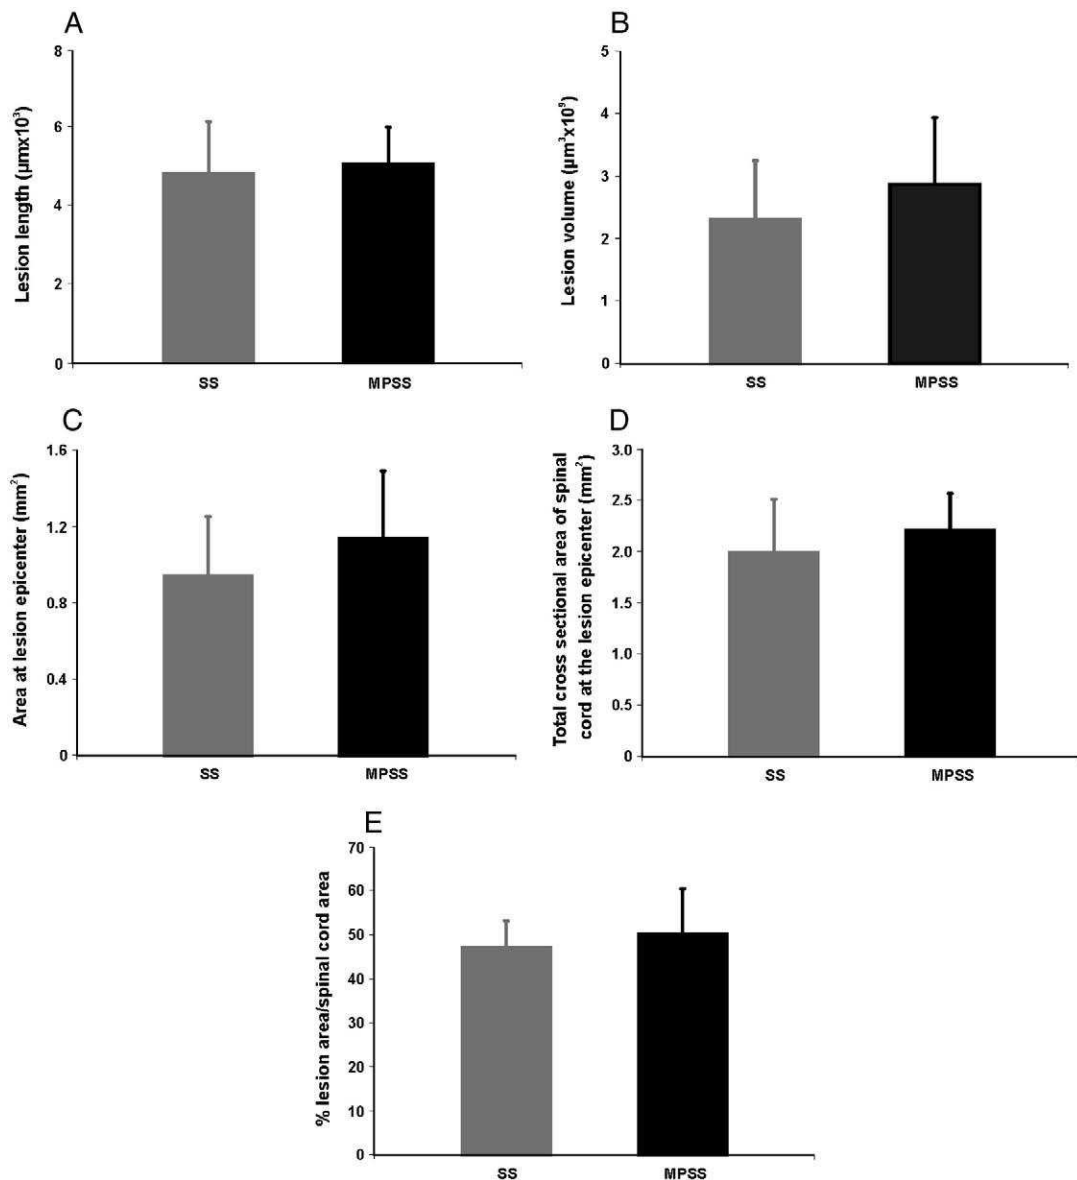 A
Lesion length (µmx10³)
8
6
4
2
0
SS
MPSS
B
Lesion volume (µm³x10⁹)
5
4
3
2
1
0
SS
MPSS
C
Area at lesion epicenter (mm²)
1.6
1.2
0.8
0.4
0
SS
MPSS
D
Total cross sectional area of spinal
cord at the lesion epicenter (mm²)
3.0
2.5
2.0
1.5
1.0
0.5
0
SS
MPSS
E
% lesion area/spinal cord area
70
60
50
40
30
20
10
0
SS
MPSS